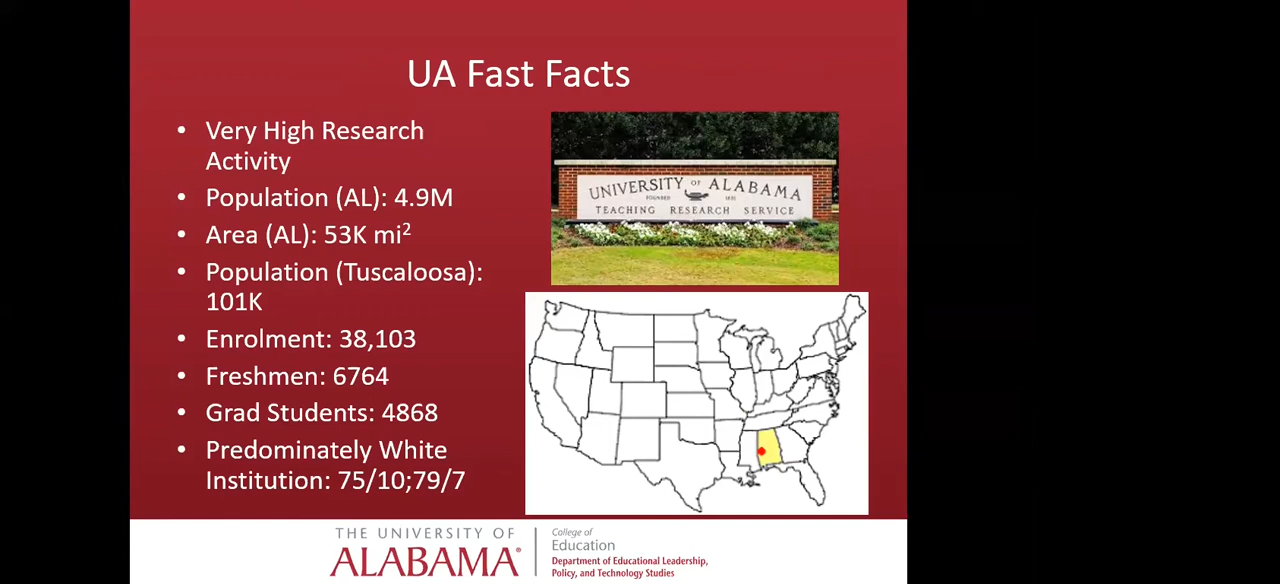 UA Fast Facts
• Very High Research
Activity
• Population (AL): 4.9M
• Area (AL): 53K mi²
• Population (Tuscaloosa):
101K
• Enrolment: 38,103
• Freshmen: 6764
• Grad Students: 4868
• Predominately White
Institution: 75/10;79/7
UNIVERSITY OF ALABAMA
FOUNDED 1831
TEACHING RESEARCH SERVICE
THE UNIVERSITY OF
ALABAMA®
College of
Education
Department of Educational Leadership,
Policy, and Technology Studies